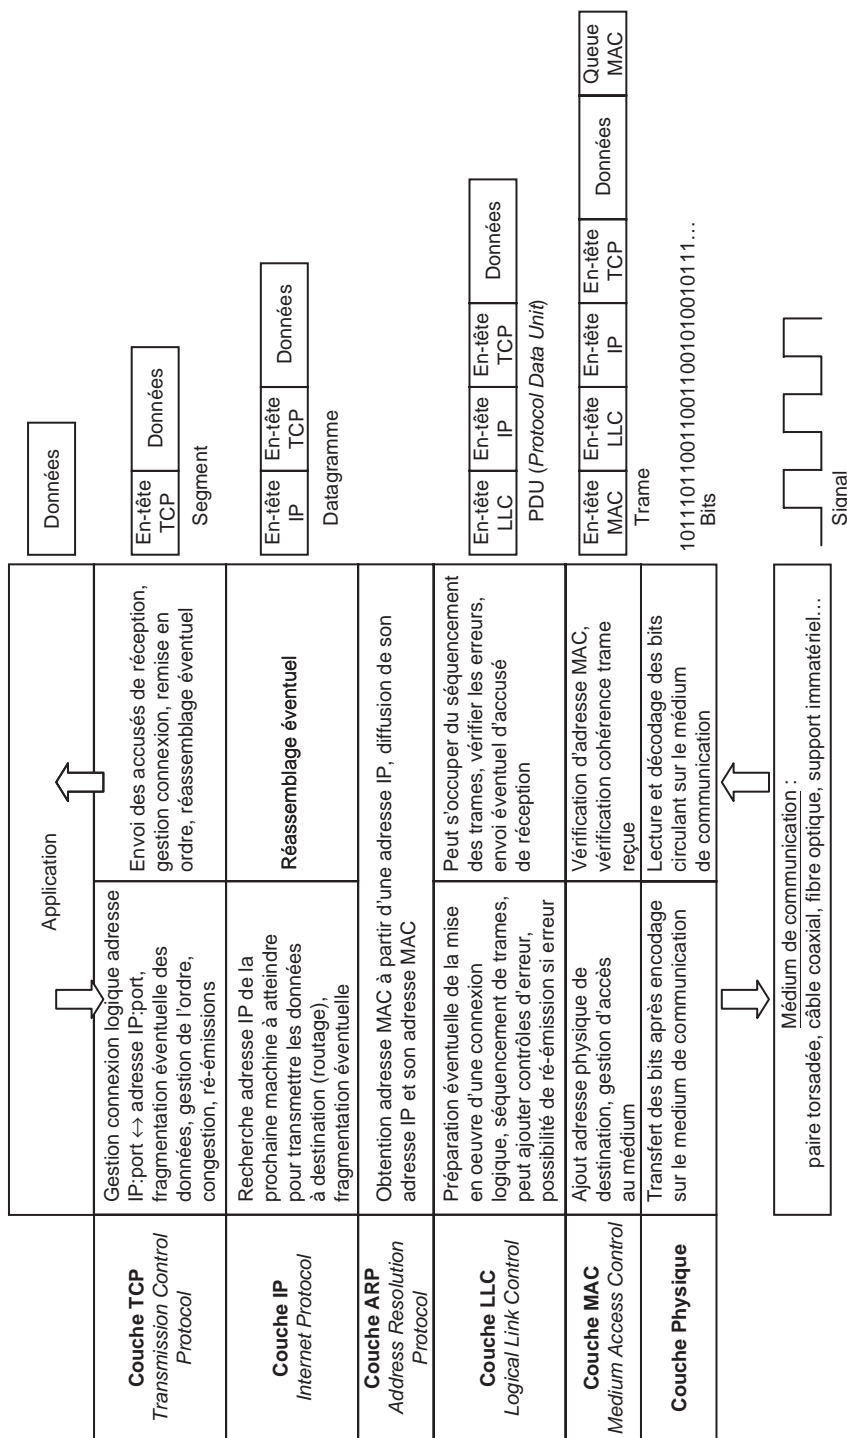 Application
Données
Couche TCP
Transmission Control
Protocol
Gestion connexion logique adresse
IP:port ↔ adresse IP:port,
fragmentation éventuelle des
données, gestion de l'ordre,
congestion, ré-émissions
Envoi des accusés de réception,
gestion connexion, remise en
ordre, réassemblage éventuel
En-tête
TCP
Données
Segment
Couche IP
Internet Protocol
Recherche adresse IP de la
prochaine machine à atteindre
pour transmettre les données
à destination (routage),
fragmentation éventuelle
Réassemblage éventuel
En-tête
IP
En-tête
TCP
Données
Datagramme
Couche ARP
Address Resolution
Protocol
Obtention adresse MAC à partir d'une adresse IP, diffusion de son
adresse IP et son adresse MAC
Couche LLC
Logical Link Control
Préparation éventuelle de la mise
en oeuvre d'une connexion
logique, séquencement de trames,
peut ajouter contrôles d'erreur,
possibilité de ré-émission si erreur
Peut s'occuper du séquencement
des trames, vérifier les erreurs,
envoi éventuel d'accusé
de réception
En-tête
LLC
En-tête
IP
En-tête
TCP
Données
PDU (Protocol Data Unit)
Couche MAC
Medium Access Control
Ajout adresse physique de
destination, gestion d'accès
au médium
Vérification d'adresse MAC,
vérification cohérence trame
reçue
En-tête
MAC
En-tête
LLC
En-tête
IP
En-tête
TCP
Données
Queue
MAC
Trame
Couche Physique
Transfert des bits après encodage
sur le medium de communication
Lecture et décodage des bits
circulant sur le médium
de communication
1011101100110011001100101001010111...
Bits
Médium de communication :
paire torsadée, câble coaxial, fibre optique, support immatériel...
Signal